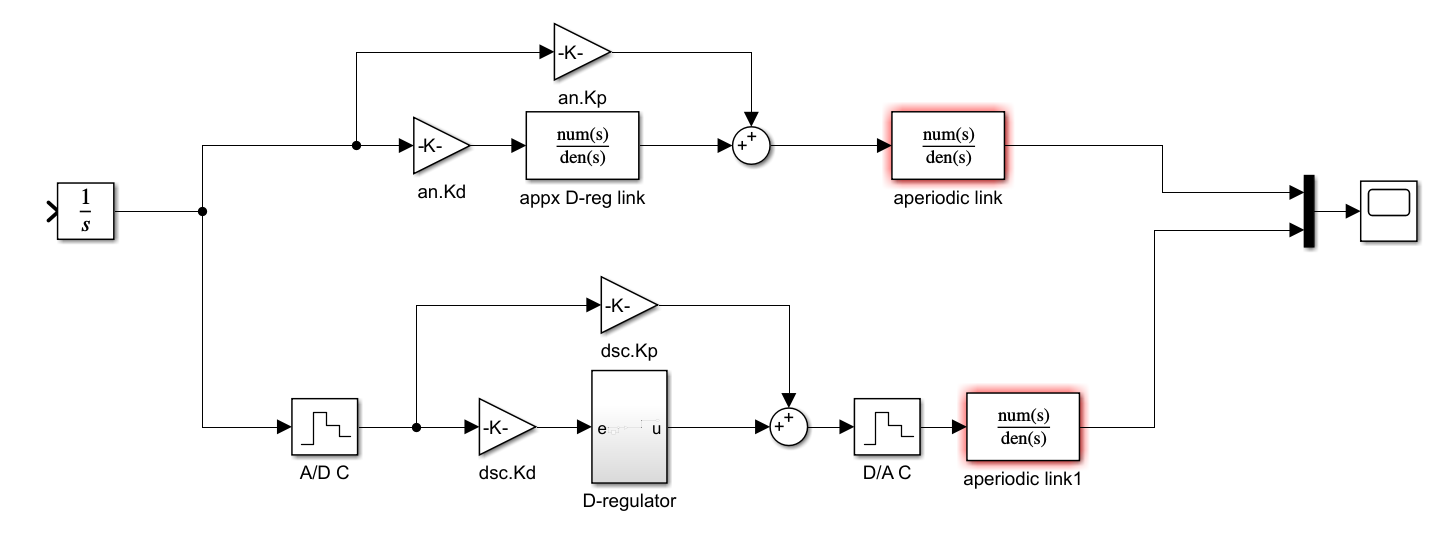 -K-
an.Kp
-K-
an.Kd
num(s)
den(s)
appx D-reg link
+
+
num(s)
den(s)
aperiodic link
1
s
-K-
dsc.Kp
A/D C
-K-
dsc.Kd
e
u
D-regulator
+
+
D/A C
num(s)
den(s)
aperiodic link1